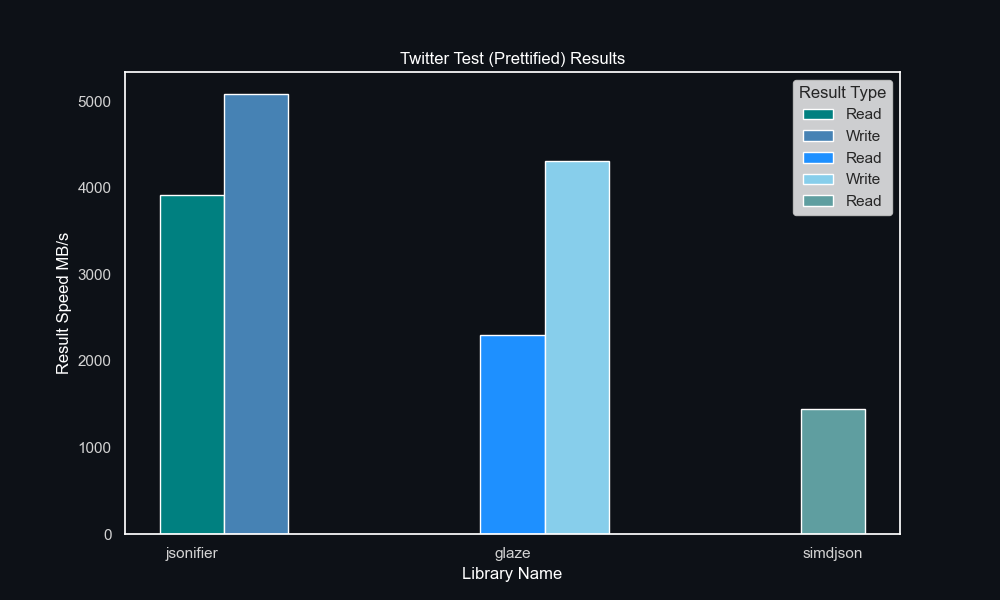 Twitter Test (Prettified) Results
Result Speed MB/s
5000
4000
3000
2000
1000
0
Result Type
Read
Write
Read
Write
Read
jsonifier
glaze
simdjson
Library Name